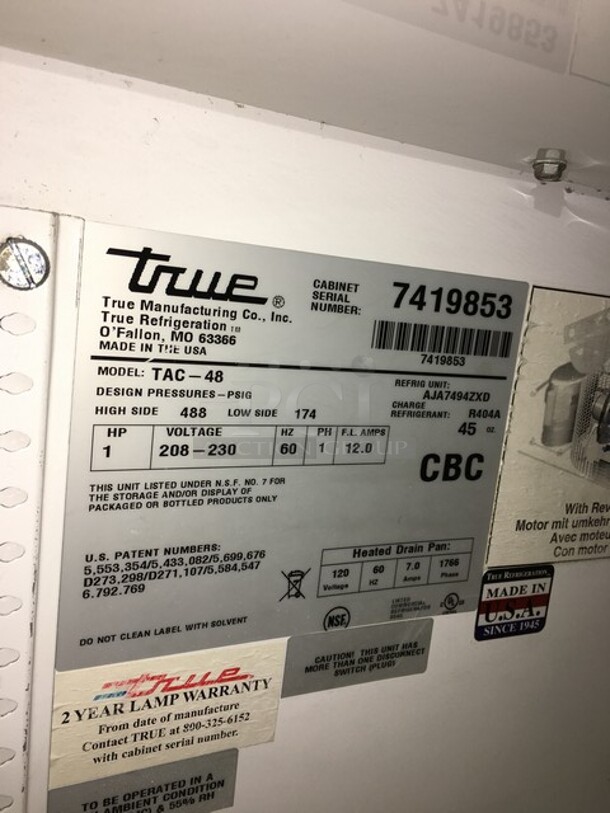 7419853
true®
True Manufacturing Co., Inc.
True Refrigeration TM
O'Fallon, MO 63366
MADE IN THE USA
CABINET
SERIAL
NUMBER:
7419853
7419853
MODEL: TAC-48
DESIGN PRESSURES-PSIG
HIGH SIDE 488 LOW SIDE 174
REFRIG UNIT:
AJA7494ZXD
CHARGE
REFRIGERANT: R404A
45 oz.
HP VOLTAGE HZ PH F.L. AMPS
1 208-230 60 1 12.0
CBC
THIS UNIT LISTED UNDER N.S.F. NO. 7 FOR
THE STORAGE AND/OR DISPLAY OF
PACKAGED OR BOTTLED PRODUCTS ONLY
U.S. PATENT NUMBERS:
5,553,354/5,433,082/5,699,676
D273,298/D271,107/5,584,547
6.792.769
Heated Drain Pan:
120 60 7.0 1766
Voltage HZ Amps Phase
NSF
DO NOT CLEAN LABEL WITH SOLVENT
CAUTION! THIS UNIT HAS
MORE THAN ONE DISCONNECT
SWITCH (PLUG)
With Rev
Motor mit umkehr
Avec moteu
Con motor
TRUE REFRIGERATION
MADE IN
U.S.A.
SINCE 1945
true
2 YEAR LAMP WARRANTY
From date of manufacture
Contact TRUE at 800-325-6152
with cabinet serial number.
TO BE OPERATED IN A
AMBIENT CONDITION
C) & 55% RH